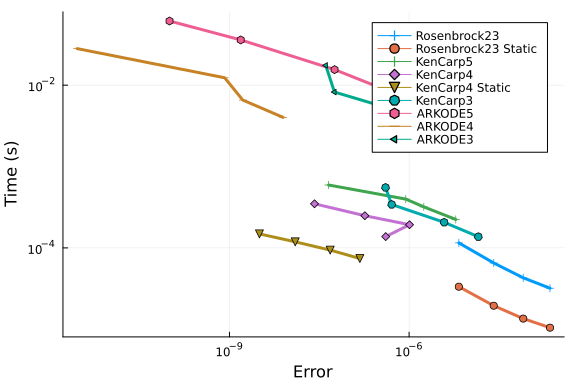 Rosenbrock23
Rosenbrock23 Static
KenCarp5
KenCarp4
KenCarp4 Static
KenCarp3
ARKODE5
ARKODE4
ARKODE3
Time (s)
10⁻²
10⁻⁴
10⁻⁹
10⁻⁶
Error